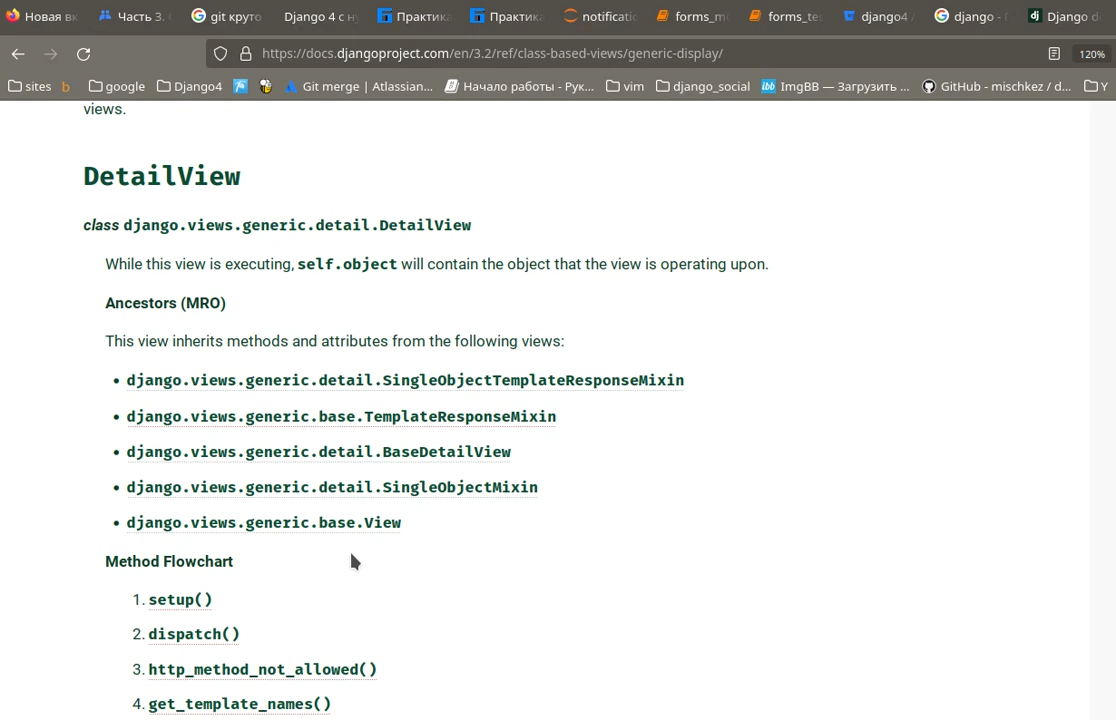 Новая вк
Часть 3.
git круто
Django 4 с н
Практика
Практика
notificatio
forms_m
forms_te
django4
django -
Django d
https://docs.djangoproject.com/en/3.2/ref/class-based-views/generic-display/
120%
sites
google
Django4
Git merge | Atlassian...
Начало работы - Рук...
vim
django_social
ImgBB — Загрузить ...
GitHub - mischkez / d...
Y
views.
DetailView
class django.views.generic.detail.DetailView
While this view is executing, self.object will contain the object that the view is operating upon.
Ancestors (MRO)
This view inherits methods and attributes from the following views:
• django.views.generic.detail.SingleObjectTemplateResponseMixin
• django.views.generic.base.TemplateResponseMixin
• django.views.generic.detail.BaseDetailView
• django.views.generic.detail.SingleObjectMixin
• django.views.generic.base.View
Method Flowchart
1. setup()
2. dispatch()
3. http_method_not_allowed()
4. get_template_names()